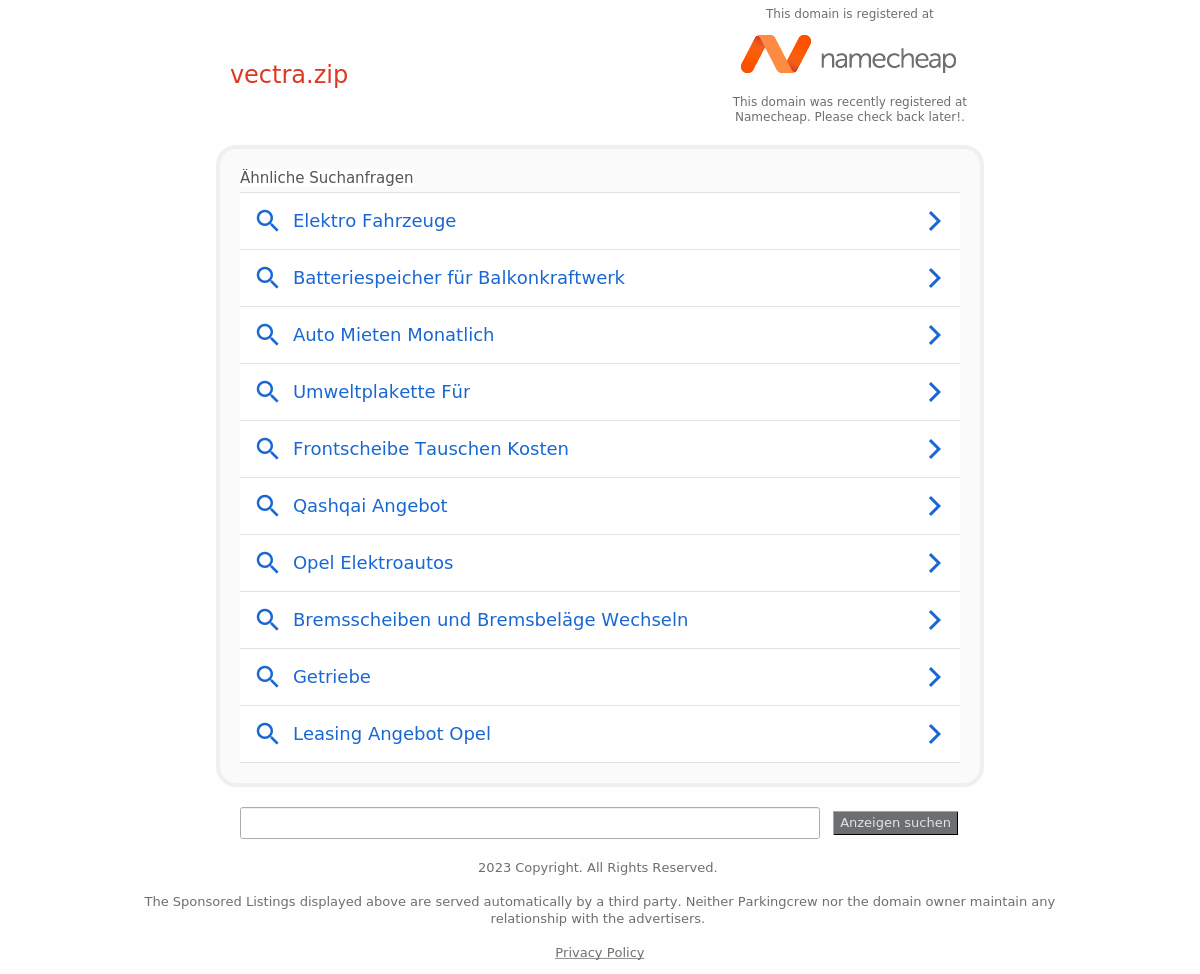 This domain is registered at
vectra.zip
namecheap
This domain was recently registered at
Namecheap. Please check back later!.
Ähnliche Suchanfragen
Elektro Fahrzeuge
Batteriespeicher für Balkonkraftwerk
Auto Mieten Monatlich
Umweltplakette Für
Frontscheibe Tauschen Kosten
Qashqai Angebot
Opel Elektroautos
Bremsscheiben und Bremsbeläge Wechseln
Getriebe
Leasing Angebot Opel
Anzeigen suchen
2023 Copyright. All Rights Reserved.
The Sponsored Listings displayed above are served automatically by a third party. Neither Parkingcrew nor the domain owner maintain any
relationship with the advertisers.
Privacy Policy